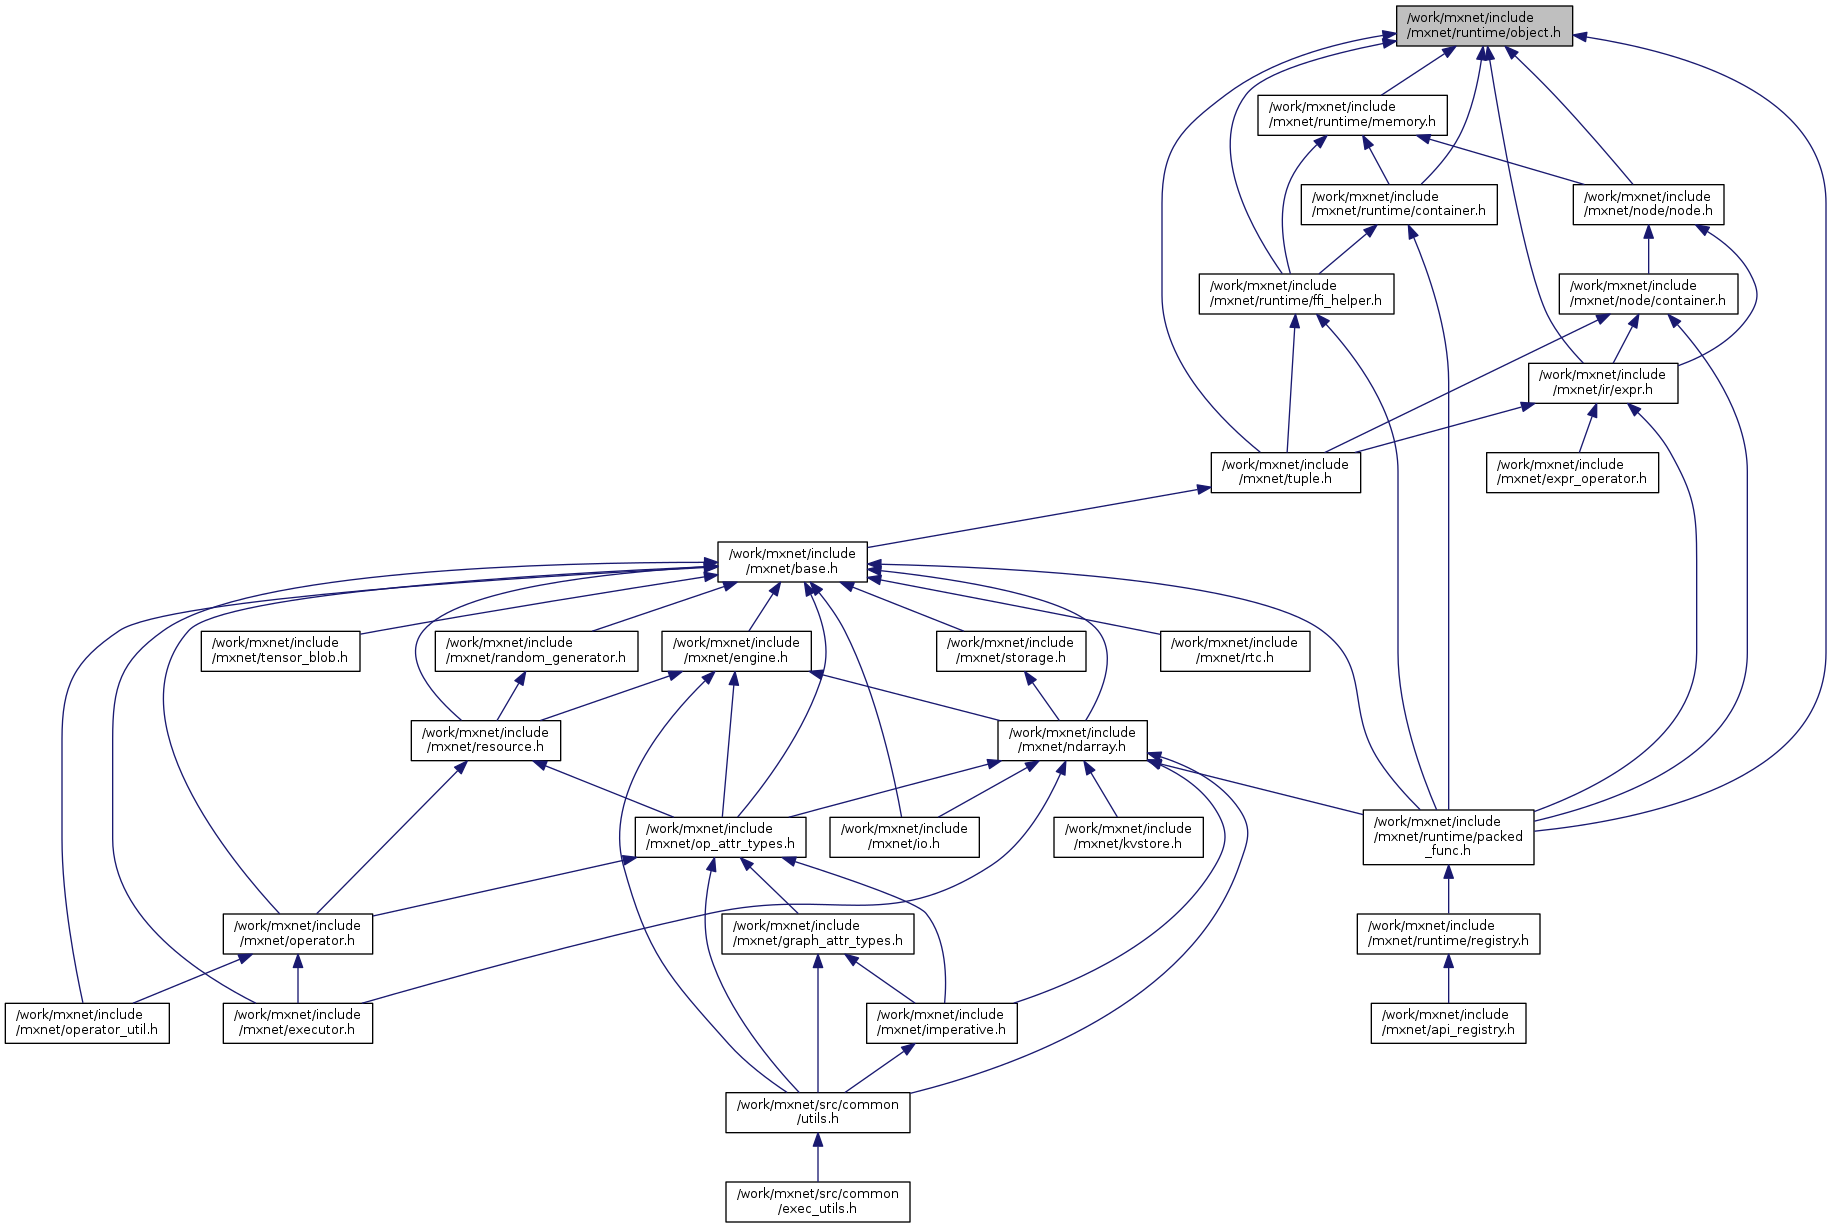 /work/mxnet/include
/mxnet/runtime/object.h
/work/mxnet/include
/mxnet/runtime/memory.h
/work/mxnet/include
/mxnet/runtime/container.h
/work/mxnet/include
/mxnet/node/node.h
/work/mxnet/include
/mxnet/runtime/ffi_helper.h
/work/mxnet/include
/mxnet/node/container.h
/work/mxnet/include
/mxnet/ir/expr.h
/work/mxnet/include
/mxnet/tuple.h
/work/mxnet/include
/mxnet/expr_operator.h
/work/mxnet/include
/mxnet/base.h
/work/mxnet/include
/mxnet/tensor_blob.h
/work/mxnet/include
/mxnet/random_generator.h
/work/mxnet/include
/mxnet/engine.h
/work/mxnet/include
/mxnet/storage.h
/work/mxnet/include
/mxnet/rtc.h
/work/mxnet/include
/mxnet/resource.h
/work/mxnet/include
/mxnet/ndarray.h
/work/mxnet/include
/mxnet/op_attr_types.h
/work/mxnet/include
/mxnet/io.h
/work/mxnet/include
/mxnet/kvstore.h
/work/mxnet/include
/mxnet/runtime/packed
_func.h
/work/mxnet/include
/mxnet/operator.h
/work/mxnet/include
/mxnet/graph_attr_types.h
/work/mxnet/include
/mxnet/runtime/registry.h
/work/mxnet/include
/mxnet/operator_util.h
/work/mxnet/include
/mxnet/executor.h
/work/mxnet/include
/mxnet/imperative.h
/work/mxnet/include
/mxnet/api_registry.h
/work/mxnet/src/common
/utils.h
/work/mxnet/src/common
/exec_utils.h